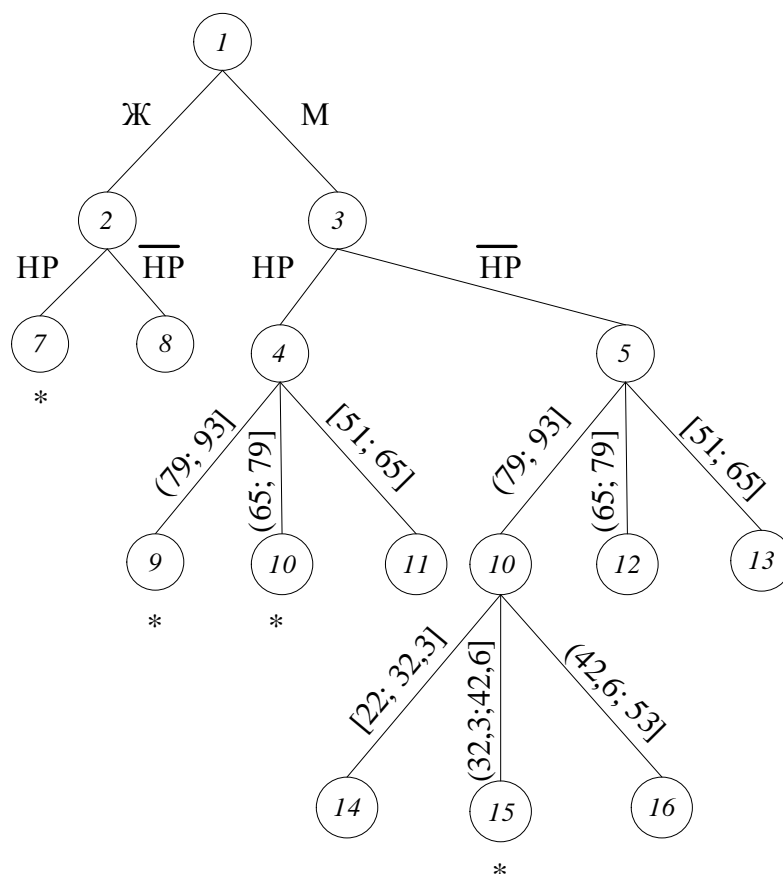 1
Ж М
2 3
НР НР НР НР
7 8 4 5
*
(79; 93] (65; 79] [51; 65] (79; 93] (65; 79] [51; 65]
9 10 11 10 12 13
* *
[22; 32,3] (32,3;42,6] (42,6; 53]
14 15 16
*